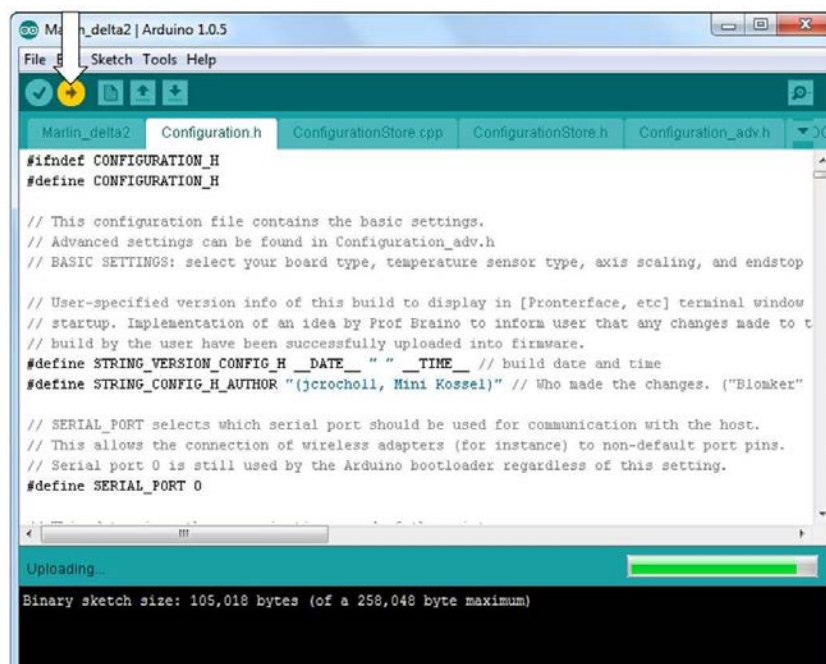 Marlin_delta2 | Arduino 1.0.5
File Sketch Tools Help
Marlin_delta2 Configuration.h ConfigurationStore.cpp ConfigurationStore.h Configuration_adv.h
#ifndef CONFIGURATION_H
#define CONFIGURATION_H
// This configuration file contains the basic settings.
// Advanced settings can be found in Configuration_adv.h
// BASIC SETTINGS: select your board type, temperature sensor type, axis scaling, and endstop
// User-specified version info of this build to display in [Pronterface, etc] terminal window
// startup. Implementation of an idea by Prof Braino to inform user that any changes made to t
// build by the user have been successfully uploaded into firmware.
#define STRING_VERSION_CONFIG_H __DATE__ " " __TIME__ // build date and time
#define STRING_CONFIG_H_AUTHOR "(jcrocholl, Mini Kossel)" // Who made the changes. ("Blomker"
// SERIAL_PORT selects which serial port should be used for communication with the host.
// This allows the connection of wireless adapters (for instance) to non-default port pins.
// Serial port 0 is still used by the Arduino bootloader regardless of this setting.
#define SERIAL_PORT 0
Uploading...
Binary sketch size: 105,018 bytes (of a 258,048 byte maximum)